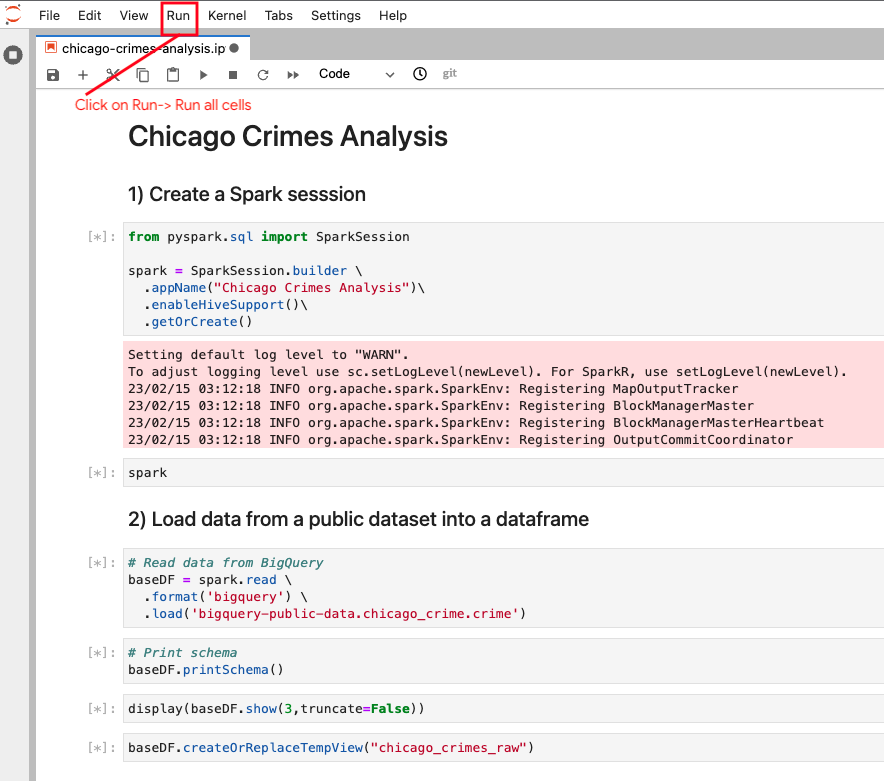 File Edit View Run Kernel Tabs Settings Help
chicago-crimes-analysis.ip
Code git
Click on Run-> Run all cells
Chicago Crimes Analysis
1) Create a Spark sesssion
[*]: from pyspark.sql import SparkSession
spark = SparkSession.builder \
.appName("Chicago Crimes Analysis")\
.enableHiveSupport()\
.getOrCreate()
Setting default log level to "WARN".
To adjust logging level use sc.setLogLevel(newLevel). For SparkR, use setLogLevel(newLevel).
23/02/15 03:12:18 INFO org.apache.spark.SparkEnv: Registering MapOutputTracker
23/02/15 03:12:18 INFO org.apache.spark.SparkEnv: Registering BlockManagerMaster
23/02/15 03:12:18 INFO org.apache.spark.SparkEnv: Registering BlockManagerMasterHeartbeat
23/02/15 03:12:18 INFO org.apache.spark.SparkEnv: Registering OutputCommitCoordinator
[*]: spark
2) Load data from a public dataset into a dataframe
[*]: # Read data from BigQuery
baseDF = spark.read \
.format('bigquery') \
.load('bigquery-public-data.chicago_crime.crime')
[*]: # Print schema
baseDF.printSchema()
[*]: display(baseDF.show(3,truncate=False))
[*]: baseDF.createOrReplaceTempView("chicago_crimes_raw")